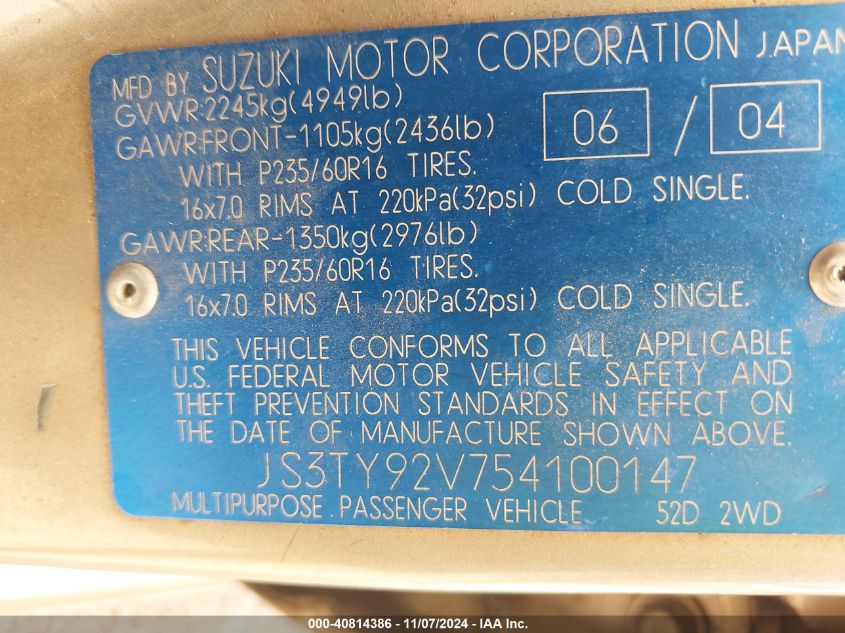 MFD BY SUZUKI MOTOR CORPORATION JAPAN
GVWR-2245kg(4949lb)
GAWR:FRONT-1105kg(2436lb)
06 / 04
WITH P235/60R16 TIRES.
16x7.0 RIMS AT 220kPa(32psi) COLD SINGLE.
GAWR:REAR-1350kg(2976lb)
WITH P235/60R16 TIRES.
16x7.0 RIMS AT 220kPa(32psi) COLD SINGLE.
THIS VEHICLE CONFORMS TO ALL APPLICABLE
U.S. FEDERAL MOTOR VEHICLE SAFETY AND
THEFT PREVENTION STANDARDS IN EFFECT ON
THE DATE OF MANUFACTURE SHOWN ABOVE.
JS3TY92V754100147
MULTIPURPOSE PASSENGER VEHICLE 52D 2WD
000-40814386 - 11/07/2024 - IAA Inc.